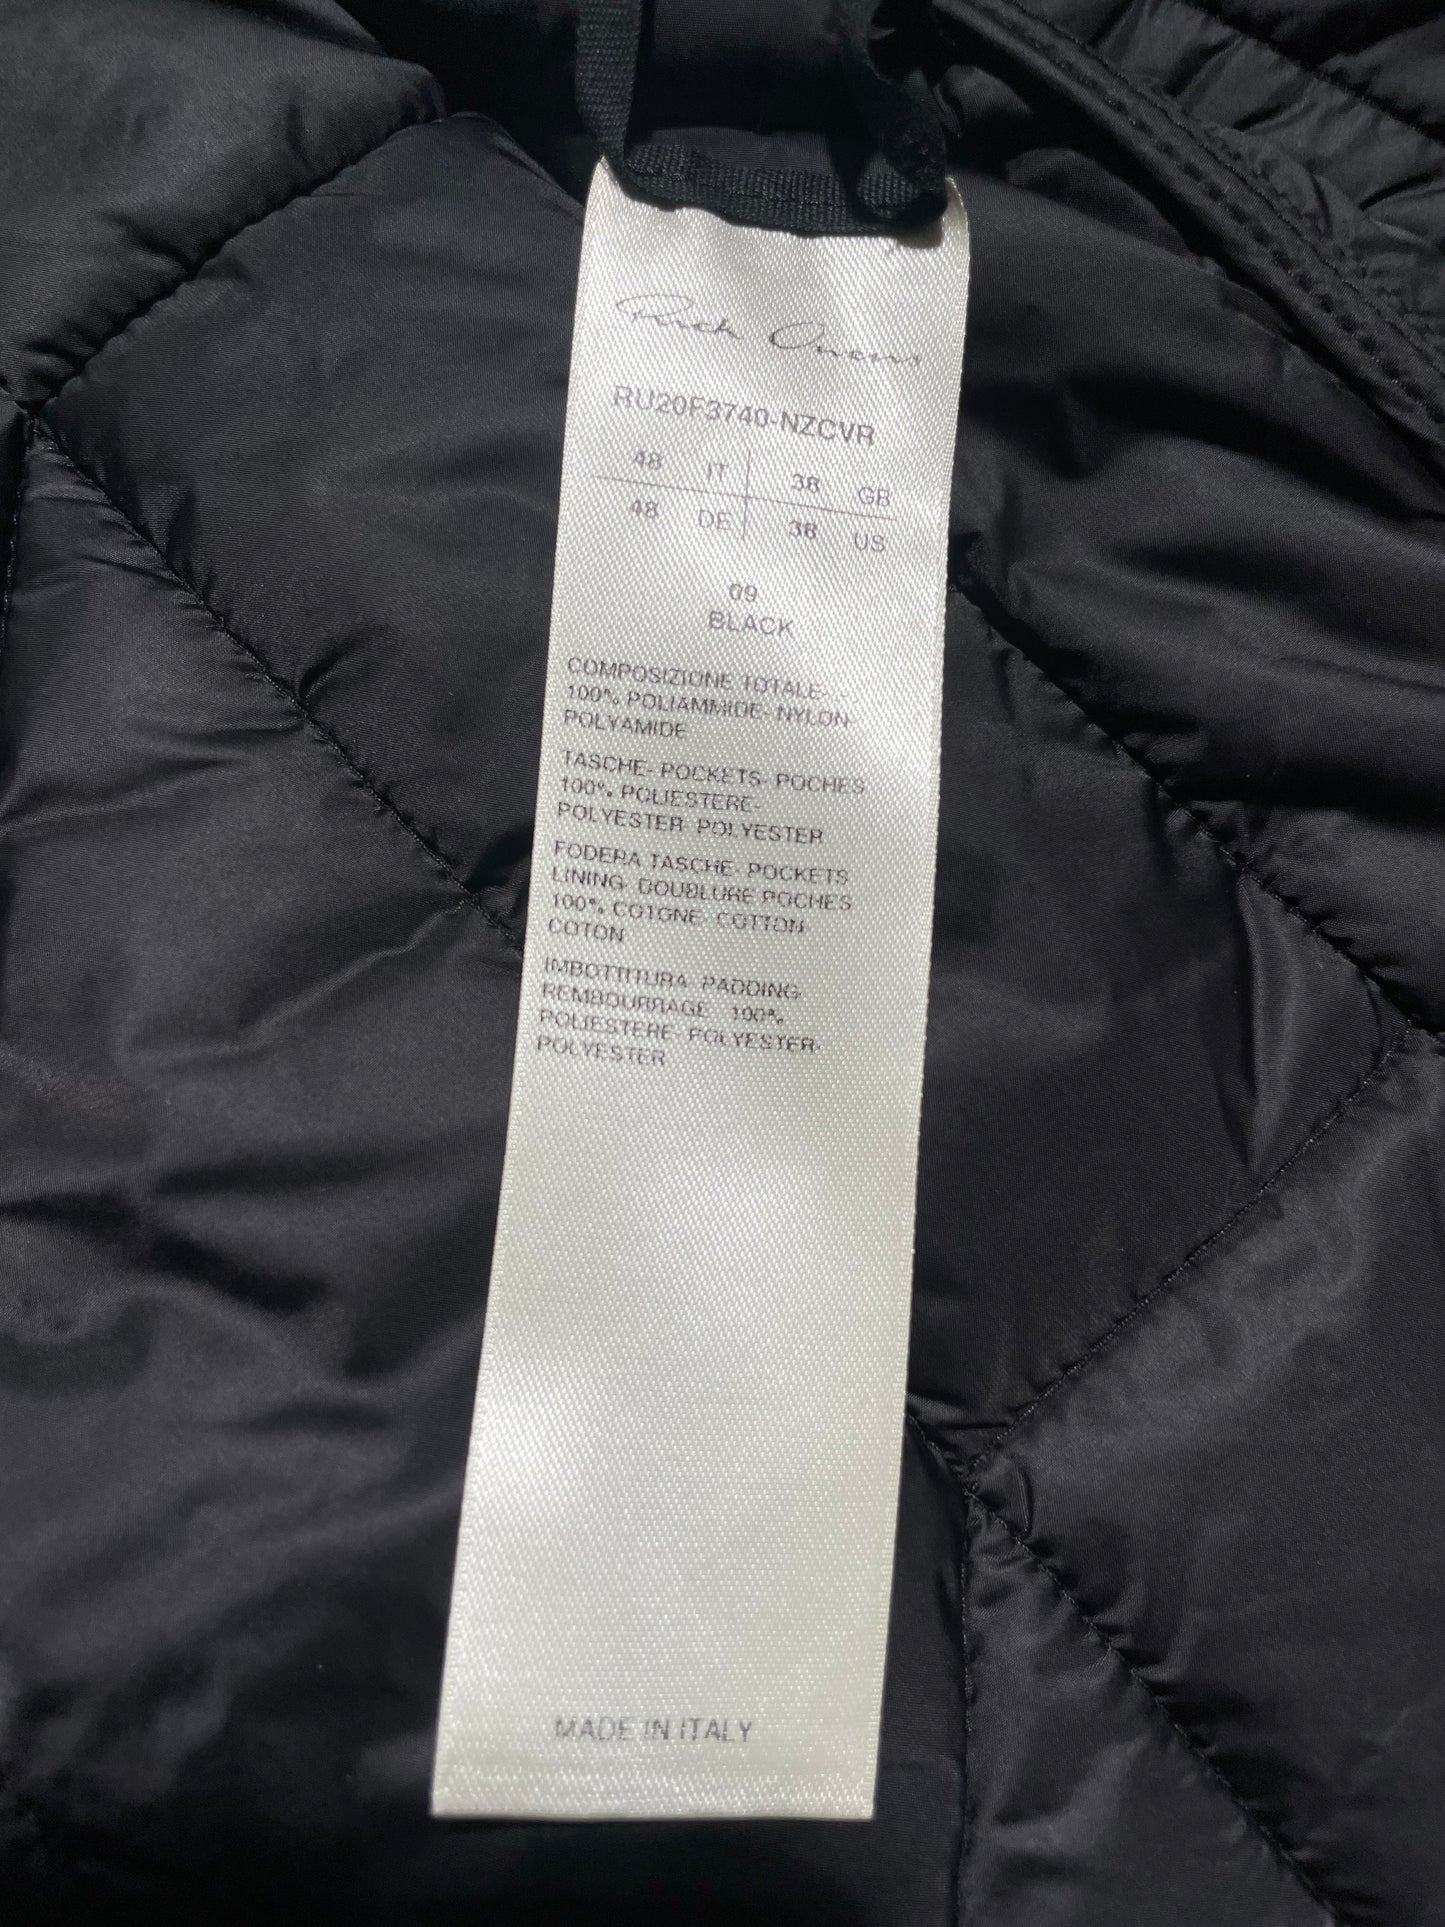 Rick Owens
RU20F3740-NZCVR
48 IT 38 GB
48 DE 38 US
09
BLACK
COMPOSIZIONE TOTALE- -
100% POLIAMMIDE- NYLON-
POLYAMIDE
TASCHE- POCKETS- POCHES
100% POLIESTERE-
POLYESTER- POLYESTER
FODERA TASCHE- POCKETS
LINING- DOUBLURE POCHES
100% COTONE- COTTON-
COTON
IMBOTTITURA- PADDING-
REMBOURRAGE 100%
POLIESTERE- POLYESTER-
POLYESTER
MADE IN ITALY